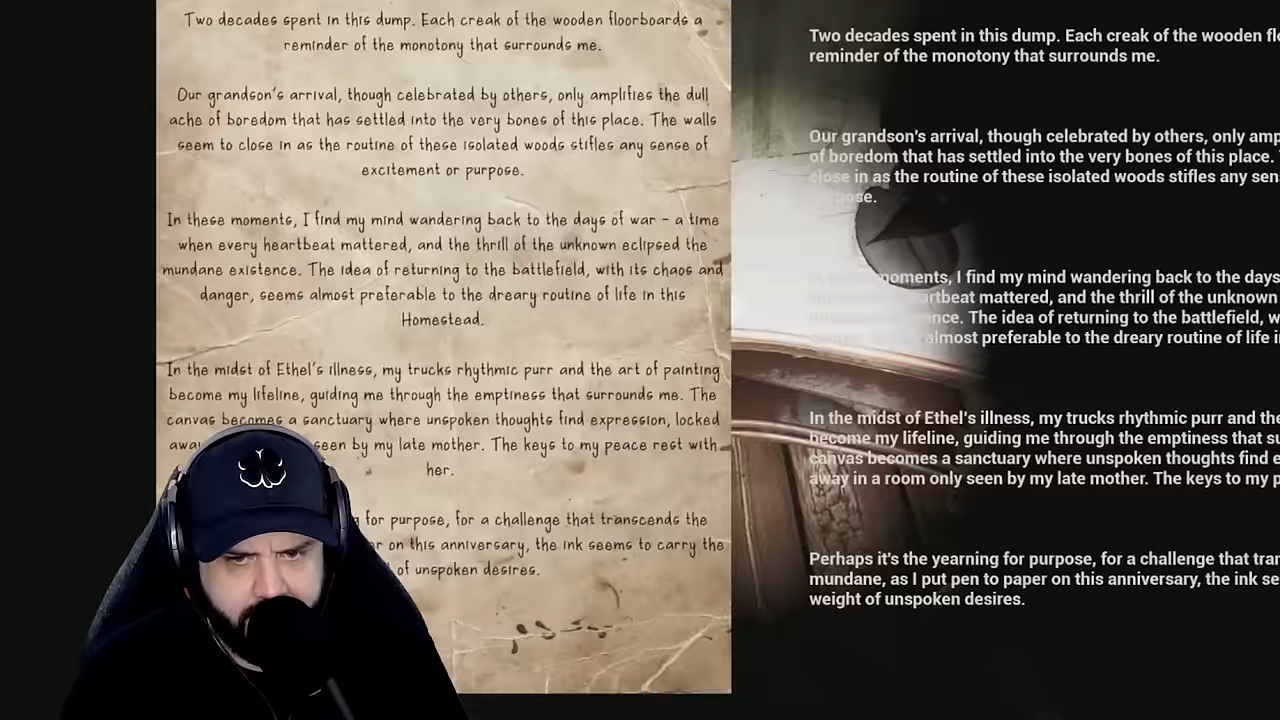 Two decades spent in this dump. Each creak of the wooden floorboards a
reminder of the monotony that surrounds me.
Our grandson's arrival, though celebrated by others, only amplifies the dull
ache of boredom that has settled into the very bones of this place. The walls
seem to close in as the routine of these isolated woods stifles any sense of
excitement or purpose.
In these moments, I find my mind wandering back to the days of war - a time
when every heartbeat mattered, and the thrill of the unknown eclipsed the
mundane existence. The idea of returning to the battlefield, with its chaos and
danger, seems almost preferable to the dreary routine of life in this
Homestead.
In the midst of Ethel's illness, my trucks rhythmic purr and the art of painting
become my lifeline, guiding me through the emptiness that surrounds me. The
canvas becomes a sanctuary where unspoken thoughts find expression, locked
seen by my late mother. The keys to my peace rest with
her.
for purpose, for a challenge that transcends the
on this anniversary, the ink seems to carry the
of unspoken desires.
Two decades spent in this dump. Each creak of the wooden
reminder of the monotony that surrounds me.
Our grandson's arrival, though celebrated by others, only
of boredom that has settled into the very bones of this place.
close in as the routine of these isolated woods stifles any
moments, I find my mind wandering back to the days
mattered, and the thrill of the unknown
The idea of returning to the battlefield,
almost preferable to the dreary routine of life
In the midst of Ethel's illness, my trucks rhythmic purr and the
become my lifeline, guiding me through the emptiness that
canvas becomes a sanctuary where unspoken thoughts find
away in a room only seen by my late mother. The keys to my
Perhaps it's the yearning for purpose, for a challenge that
mundane, as I put pen to paper on this anniversary, the ink
weight of unspoken desires.